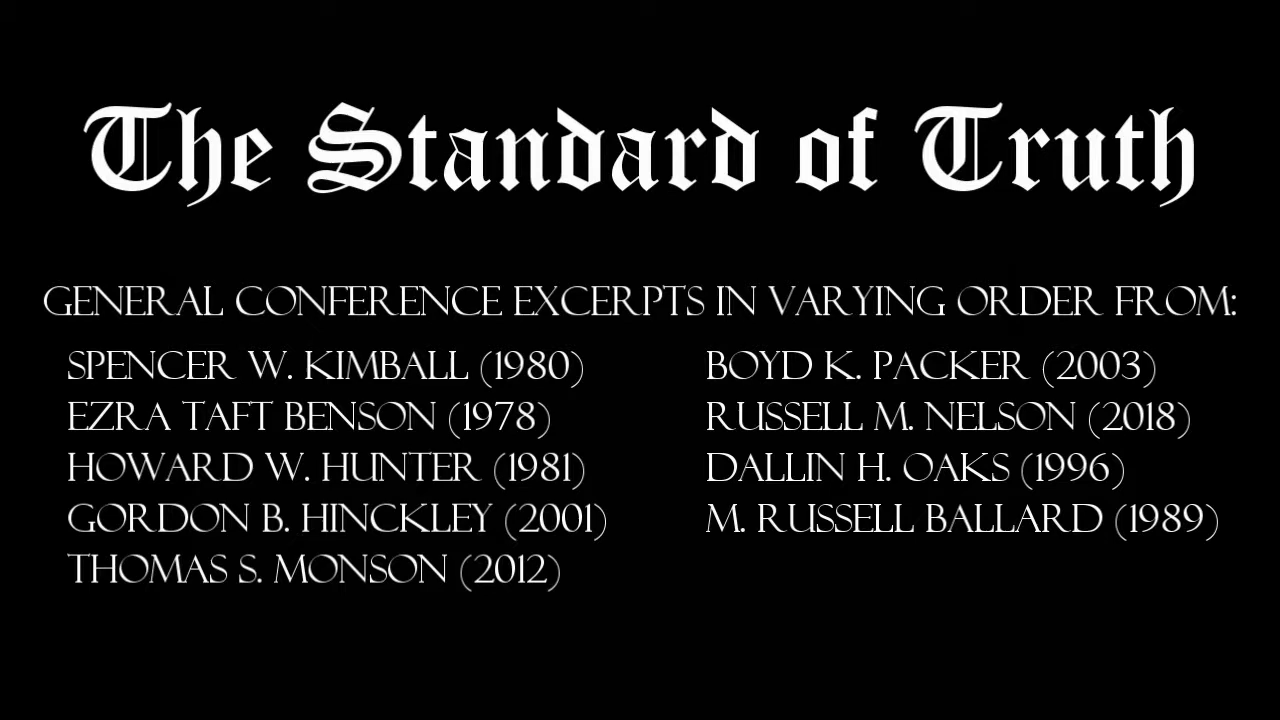 The Standard of Truth
GENERAL CONFERENCE EXCERPTS IN VARYING ORDER FROM:
SPENCER W. KIMBALL (1980)
EZRA TAFT BENSON (1978)
HOWARD W. HUNTER (1981)
GORDON B. HINCKLEY (2001)
THOMAS S. MONSON (2012)
BOYD K. PACKER (2003)
RUSSELL M. NELSON (2018)
DALLIN H. OAKS (1996)
M. RUSSELL BALLARD (1989)